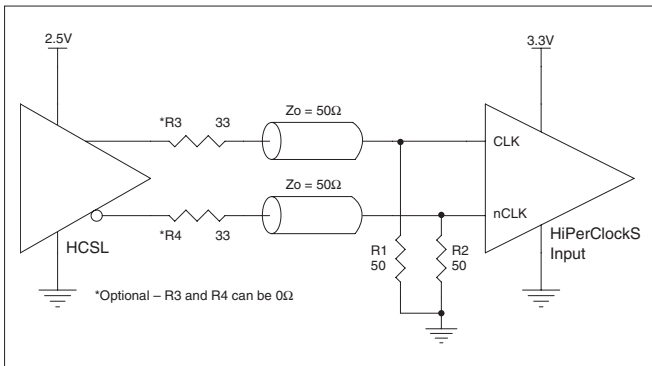 2.5V
3.3V
*R3 33
Zo = 50Ω
CLK
Zo = 50Ω
*R4 33
nCLK
HCSL
HiPerClockS
Input
R1
50
R2
50
*Optional – R3 and R4 can be 0Ω